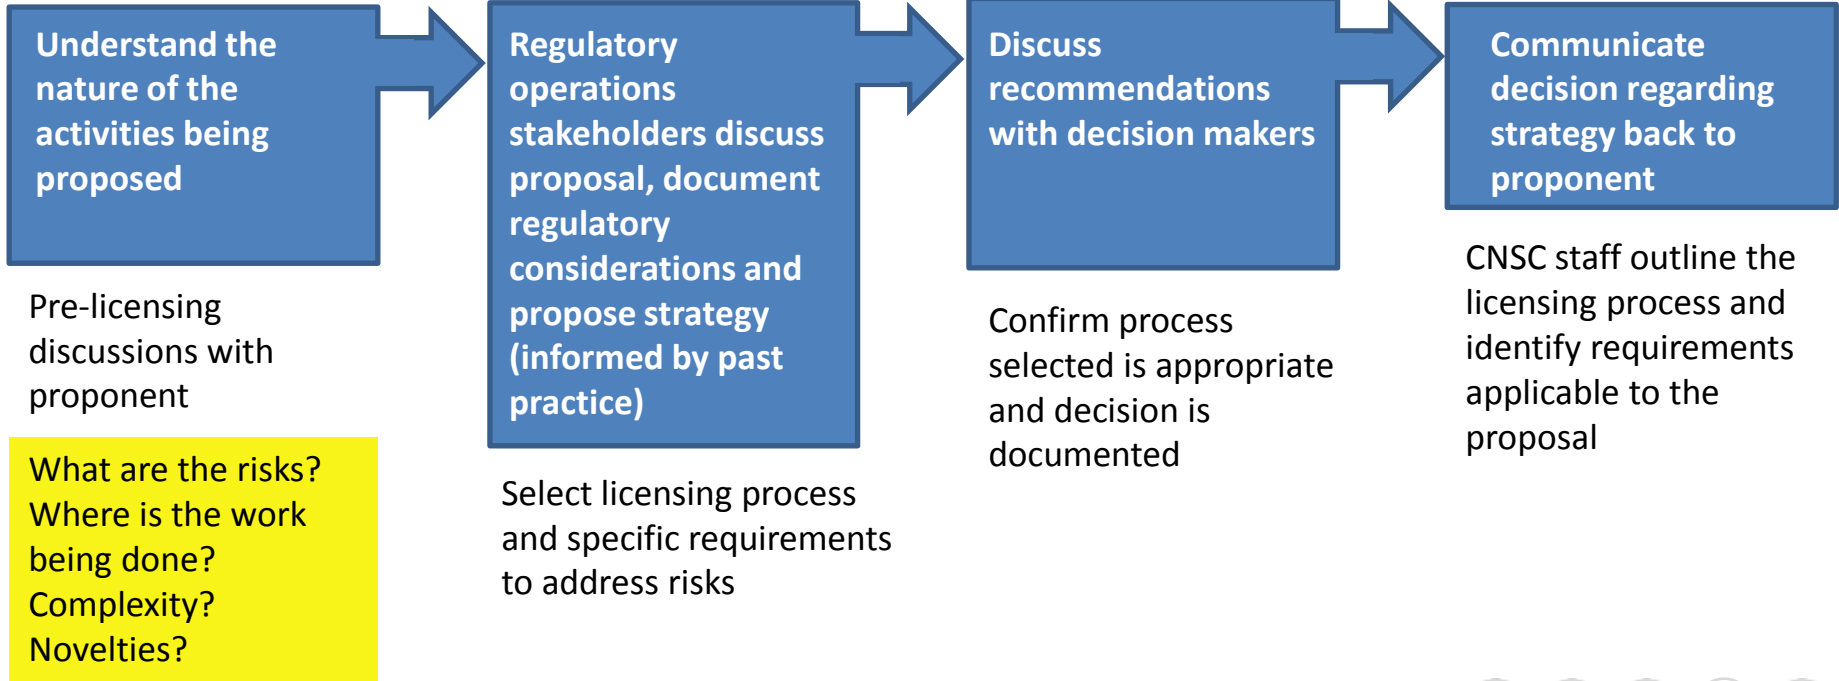 Understand the
nature of the
activities being
proposed
Pre-licensing
discussions with
proponent
What are the risks?
Where is the work
being done?
Complexity?
Novelties?
Regulatory
operations
stakeholders discuss
proposal, document
regulatory
considerations and
propose strategy
(informed by past
practice)
Select licensing process
and specific requirements
to address risks
Discuss
recommendations
with decision makers
Confirm process
selected is appropriate
and decision is
documented
Communicate
decision regarding
strategy back to
proponent
CNSC staff outline the
licensing process and
identify requirements
applicable to the
proposal